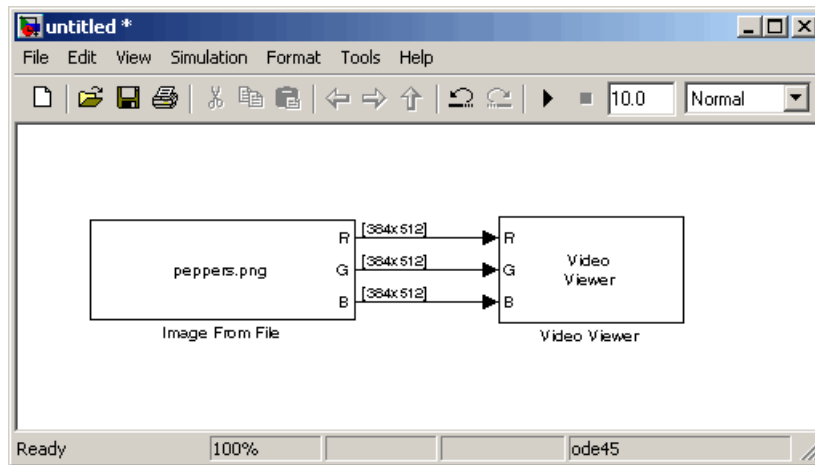 untitled *
File Edit View Simulation Format Tools Help
10.0 Normal
R [384x512] R
peppers.png G [384x512] G Video Viewer
B [384x512] B
Image From File Video Viewer
Ready 100% ode45